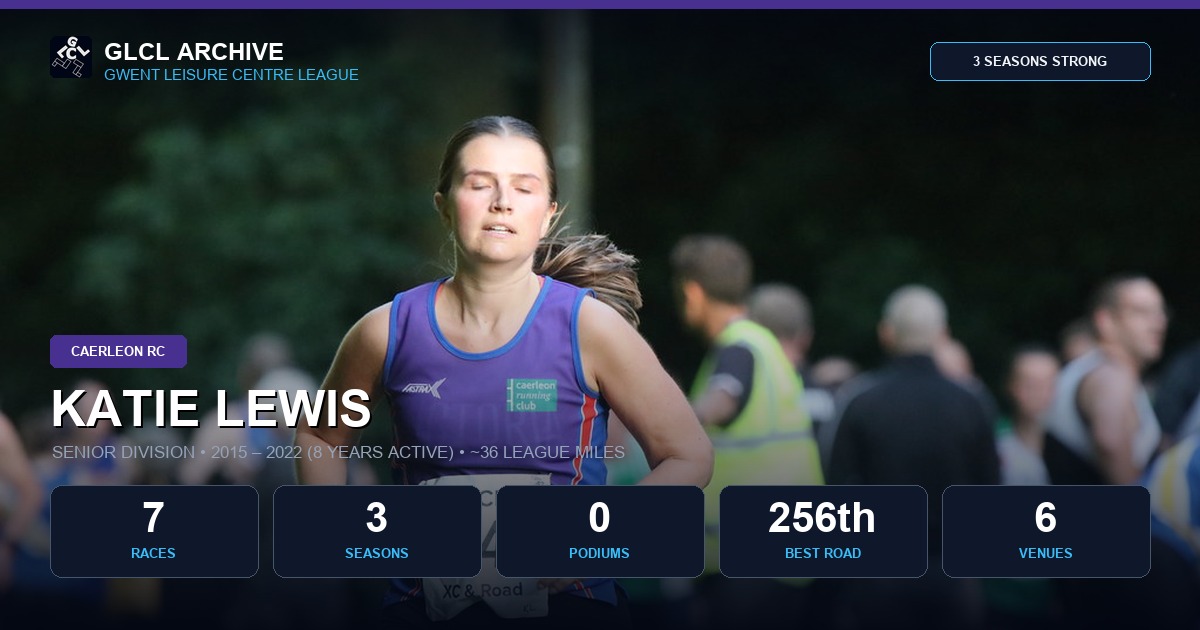 GLCL ARCHIVE
GWENT LEISURE CENTRE LEAGUE
3 SEASONS STRONG
CAERLEON RC
FASTRAX
caerleon
running
club
KATIE LEWIS
SENIOR DIVISION • 2015 – 2022 (8 YEARS ACTIVE) • ~36 LEAGUE MILES
7
RACES
3
SEASONS
0
PODIUMS
256th
BEST ROAD
6
VENUES
XC & Road